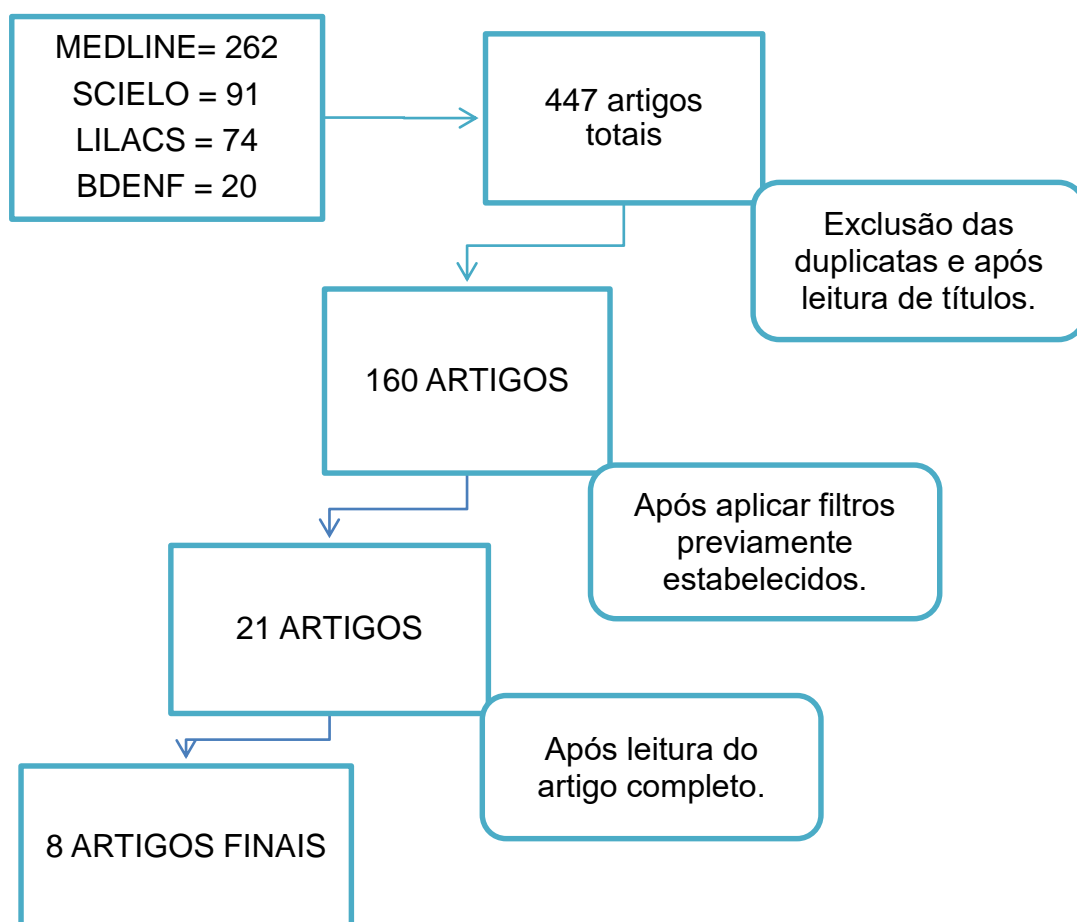 MEDLINE= 262
SCIELO = 91
LILACS = 74
BDENF = 20
447 artigos
totais
Exclusão das
duplicatas e após
leitura de títulos.
160 ARTIGOS
Após aplicar filtros
previamente
estabelecidos.
21 ARTIGOS
Após leitura do
artigo completo.
8 ARTIGOS FINAIS